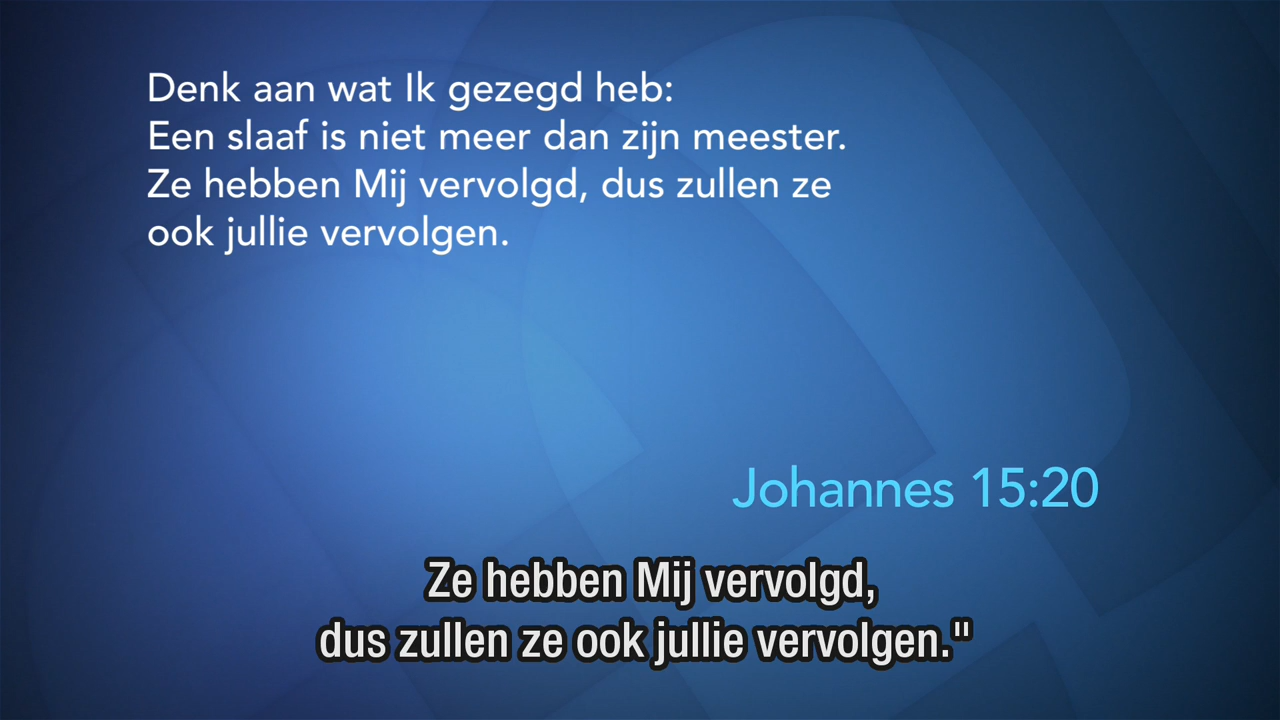 Denk aan wat Ik gezegd heb:
Een slaaf is niet meer dan zijn meester.
Ze hebben Mij vervolgd, dus zullen ze
ook jullie vervolgen.
Johannes 15:20
Ze hebben Mij vervolgd,
dus zullen ze ook jullie vervolgen."